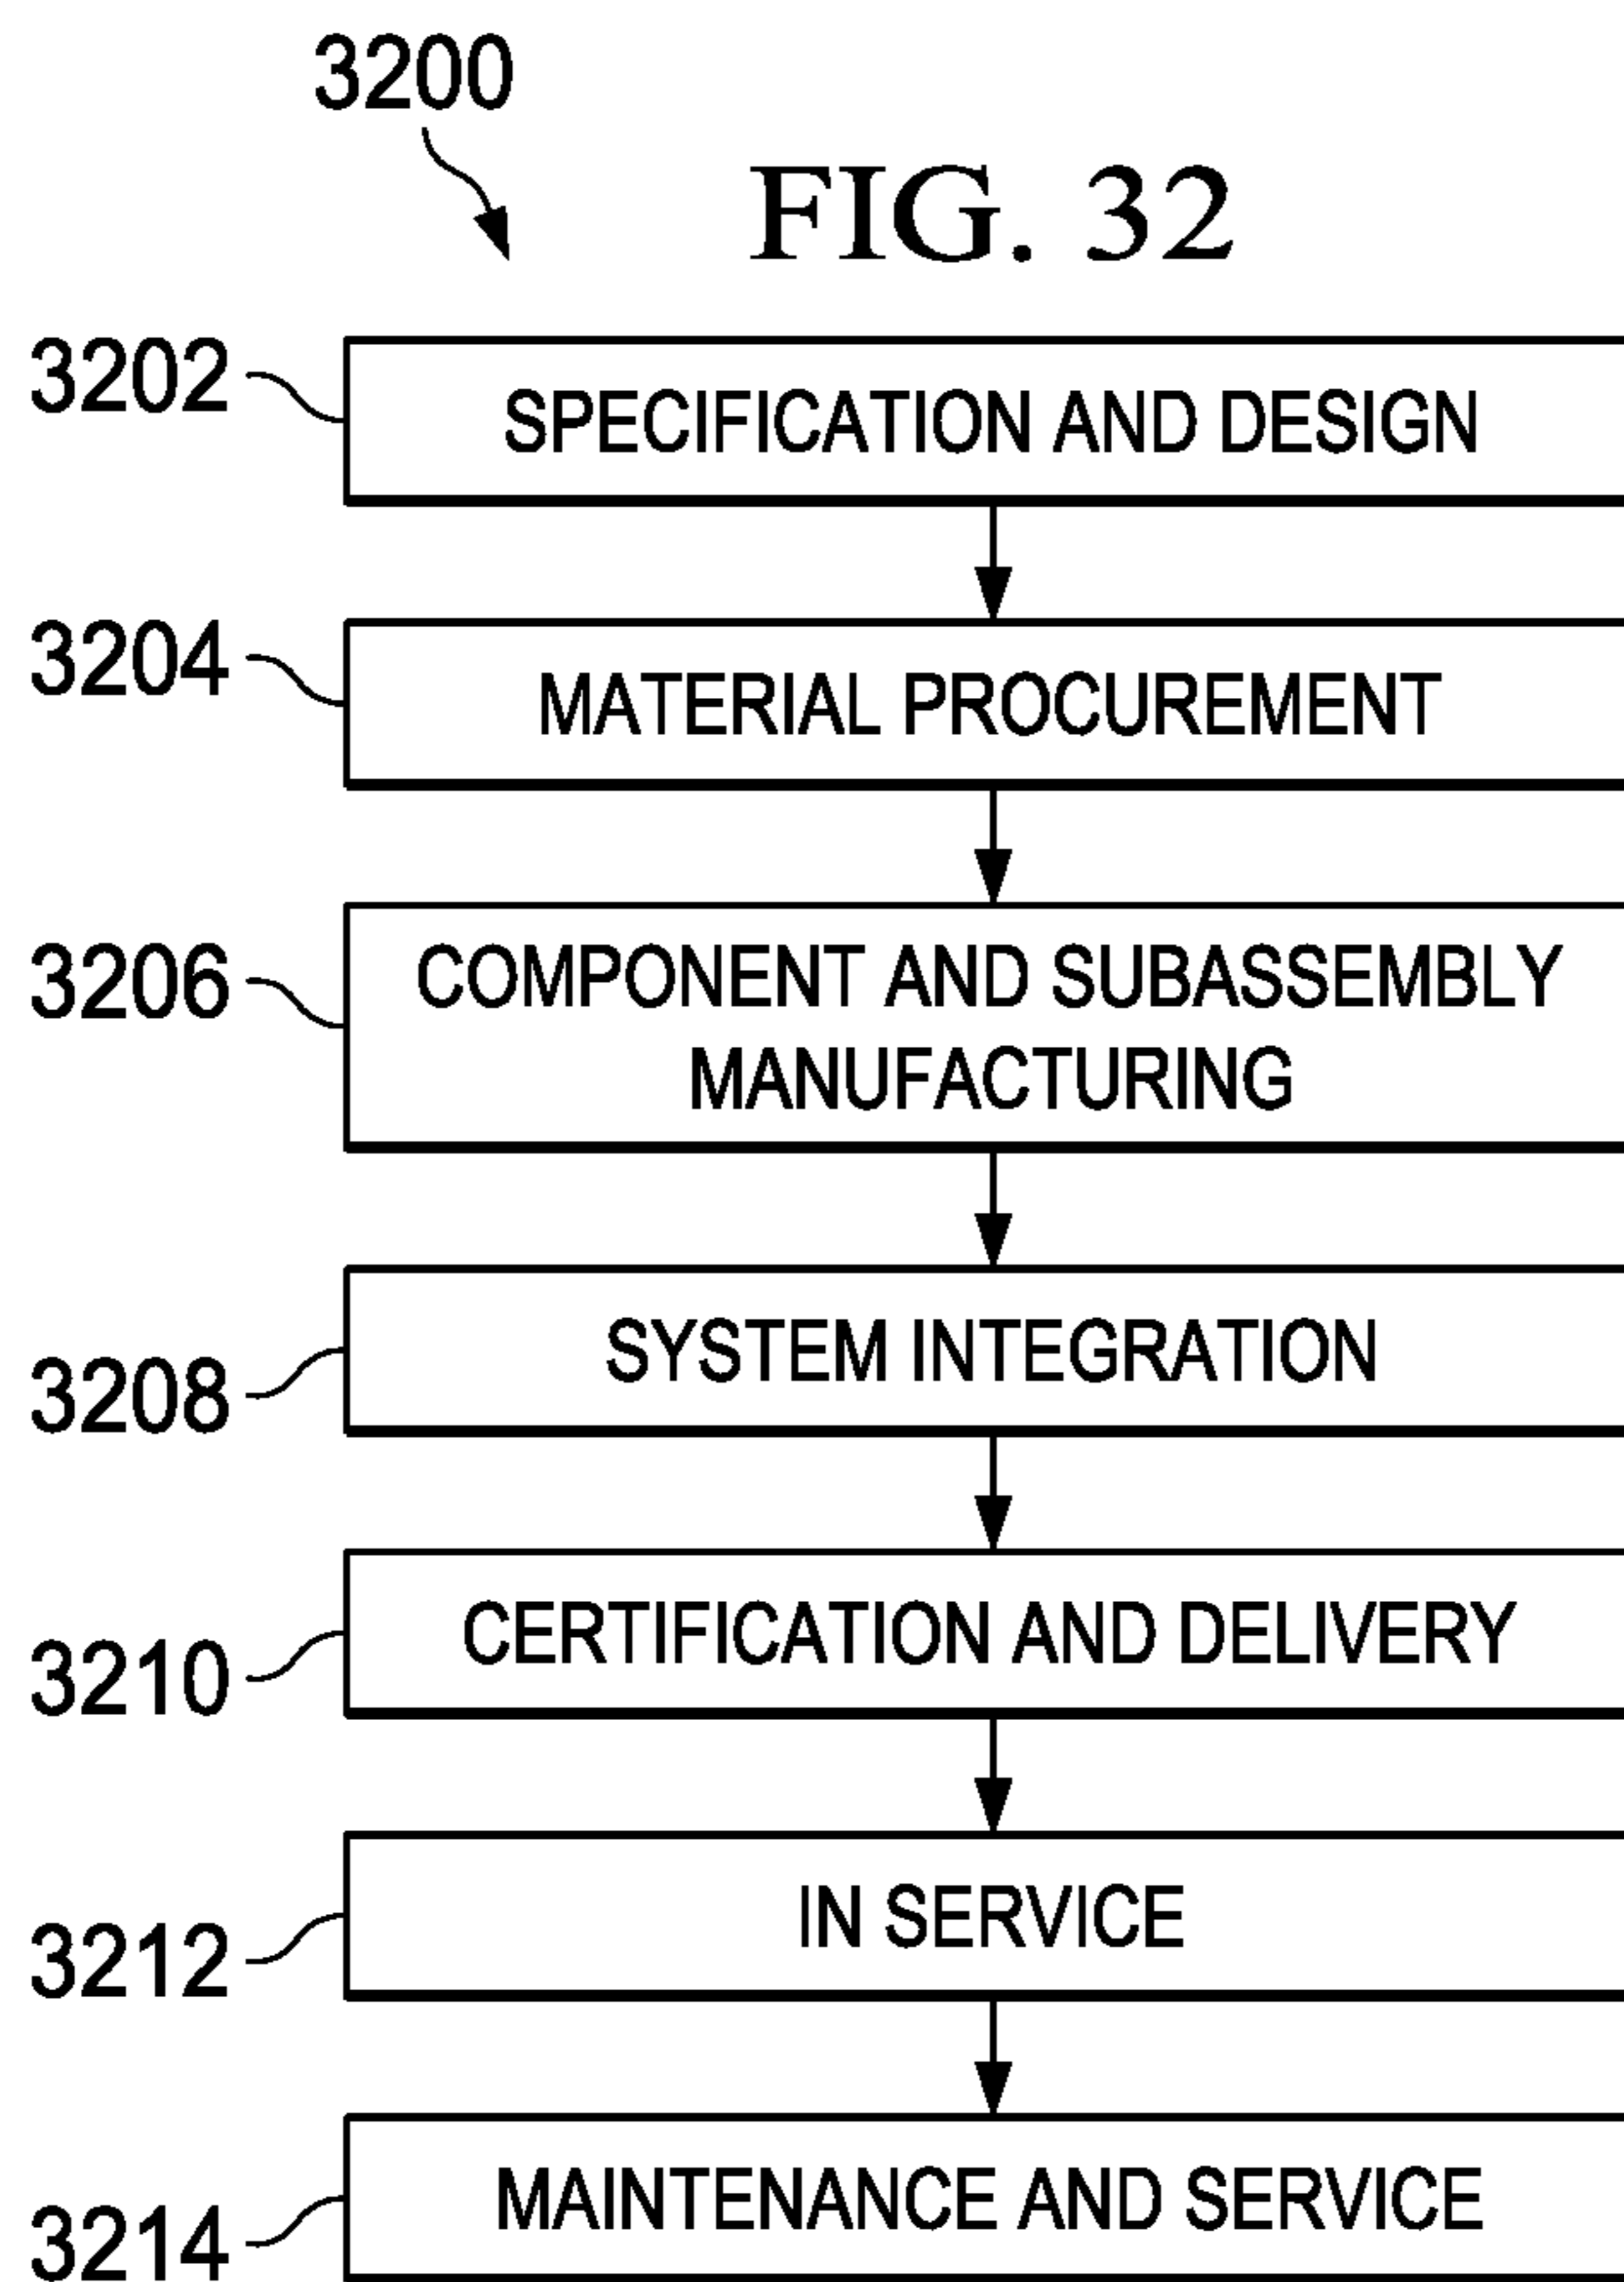 3200
FIG. 32
3202
SPECIFICATION AND DESIGN
3204
MATERIAL PROCUREMENT
3206
COMPONENT AND SUBASSEMBLY
MANUFACTURING
3208
SYSTEM INTEGRATION
3210
CERTIFICATION AND DELIVERY
3212
IN SERVICE
3214
MAINTENANCE AND SERVICE